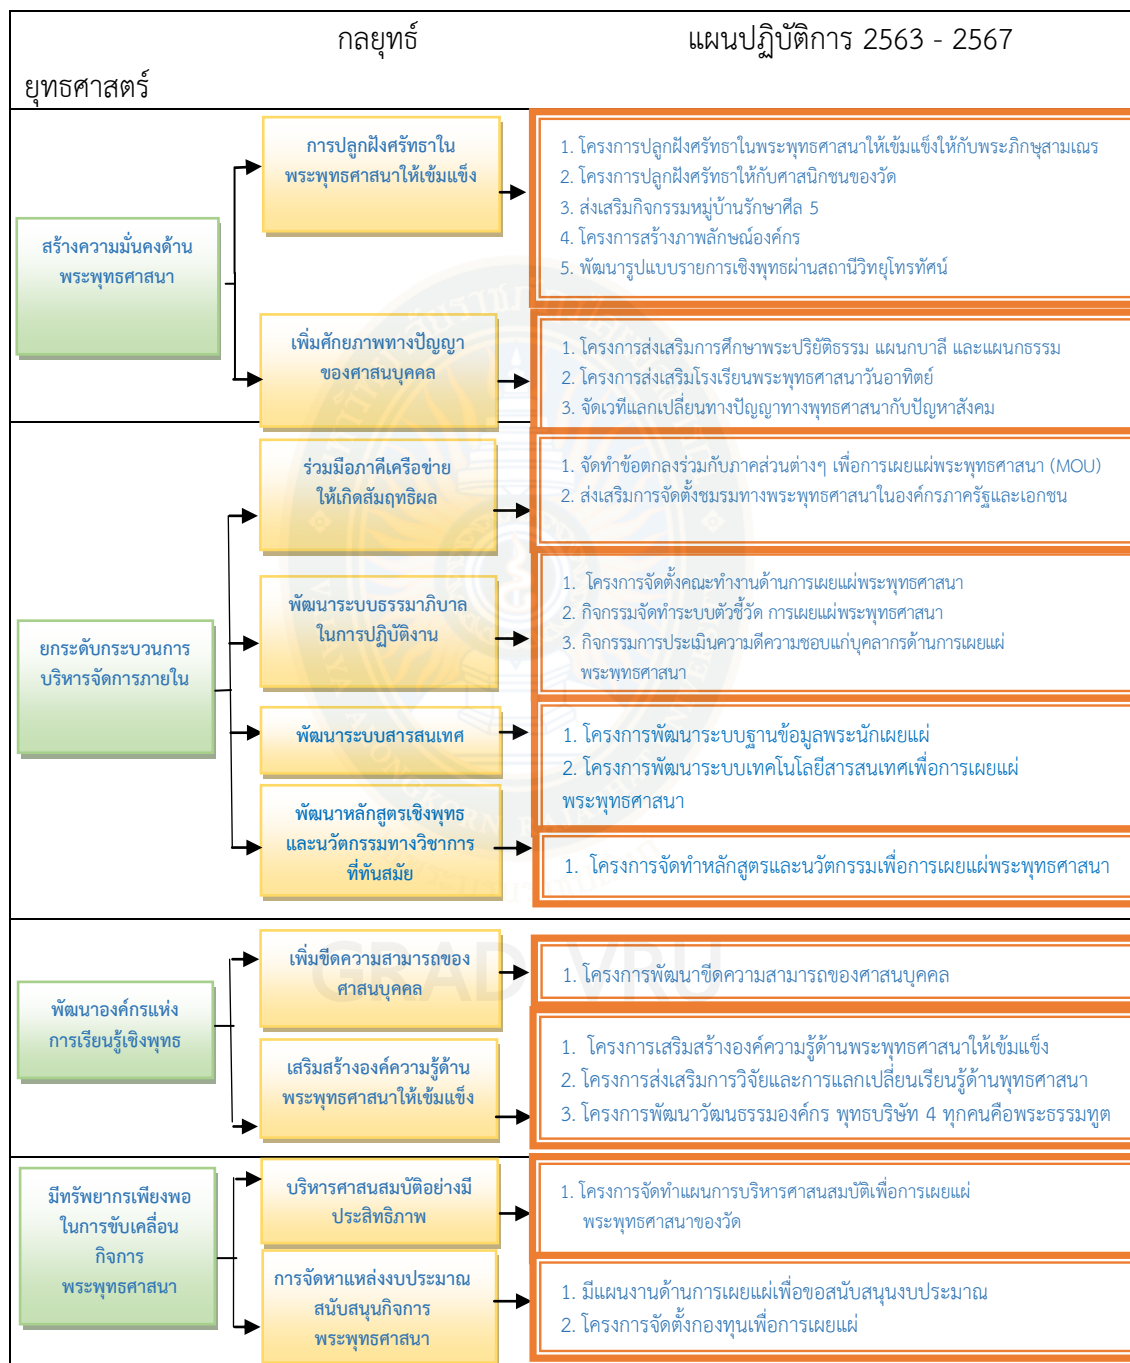 กลยุทธ์
แผนปฏิบัติการ 2563 - 2567
ยุทธศาสตร์
สร้างความมั่นคงด้าน
พระพุทธศาสนา
การปลูกฝังศรัทธาใน
พระพุทธศาสนาให้เข้มแข็ง
1. โครงการปลูกฝังศรัทธาในพระพุทธศาสนาให้เข้มแข็งให้กับพระภิกษุสามเณร
2. โครงการปลูกฝังศรัทธาให้กับศาสนิกชนของวัด
3. ส่งเสริมกิจกรรมหมู่บ้านรักษาศีล 5
4. โครงการสร้างภาพลักษณ์องค์กร
5. พัฒนารูปแบบรายการเชิงพุทธผ่านสถานีวิทยุโทรทัศน์
เพิ่มศักยภาพทางปัญญา
ของศาสนบุคคล
1. โครงการส่งเสริมการศึกษาพระปริยัติธรรม แผนกบาลี และแผนกธรรม
2. โครงการส่งเสริมโรงเรียนพระพุทธศาสนาวันอาทิตย์
3. จัดเวทีแลกเปลี่ยนทางปัญญาทางพุทธศาสนากับปัญหาสังคม
ยกระดับกระบวนการ
บริหารจัดการภายใน
ร่วมมือภาคีเครือข่าย
ให้เกิดสัมฤทธิผล
1. จัดทำข้อตกลงร่วมกับภาคส่วนต่างๆ เพื่อการเผยแผ่พระพุทธศาสนา (MOU)
2. ส่งเสริมการจัดตั้งชมรมทางพระพุทธศาสนาในองค์กรภาครัฐและเอกชน
พัฒนาระบบธรรมาภิบาล
ในการปฏิบัติงาน
1. โครงการจัดตั้งคณะทำงานด้านการเผยแผ่พระพุทธศาสนา
2. กิจกรรมจัดทำระบบตัวชี้วัด การเผยแผ่พระพุทธศาสนา
3. กิจกรรมการประเมินความดีความชอบแก่บุคลากรด้านการเผยแผ่
พระพุทธศาสนา
พัฒนาระบบสารสนเทศ
1. โครงการพัฒนาระบบฐานข้อมูลพระนักเผยแผ่
2. โครงการพัฒนาระบบเทคโนโลยีสารสนเทศเพื่อการเผยแผ่
พระพุทธศาสนา
พัฒนาหลักสูตรเชิงพุทธ
และนวัตกรรมทางวิชาการ
ที่ทันสมัย
1. โครงการจัดทำหลักสูตรและนวัตกรรมเพื่อการเผยแผ่พระพุทธศาสนา
GRAD VRU
พัฒนาองค์กรแห่ง
การเรียนรู้เชิงพุทธ
เพิ่มขีดความสามารถของ
ศาสนบุคคล
1. โครงการพัฒนาขีดความสามารถของศาสนบุคคล
เสริมสร้างองค์ความรู้ด้าน
พระพุทธศาสนาให้เข้มแข็ง
1. โครงการเสริมสร้างองค์ความรู้ด้านพระพุทธศาสนาให้เข้มแข็ง
2. โครงการส่งเสริมการวิจัยและการแลกเปลี่ยนเรียนรู้ด้านพุทธศาสนา
3. โครงการพัฒนาวัฒนธรรมองค์กร พุทธบริษัท 4 ทุกคนคือพระธรรมทูต
มีทรัพยากรเพียงพอ
ในการขับเคลื่อน
กิจการ
พระพุทธศาสนา
บริหารศาสนสมบัติอย่างมี
ประสิทธิภาพ
1. โครงการจัดทำแผนการบริหารศาสนสมบัติเพื่อการเผยแผ่
พระพุทธศาสนาของวัด
การจัดหาแหล่งงบประมาณ
สนับสนุนกิจการ
พระพุทธศาสนา
1. มีแผนงานด้านการเผยแผ่เพื่อขอสนับสนุนงบประมาณ
2. โครงการจัดตั้งกองทุนเพื่อการเผยแผ่